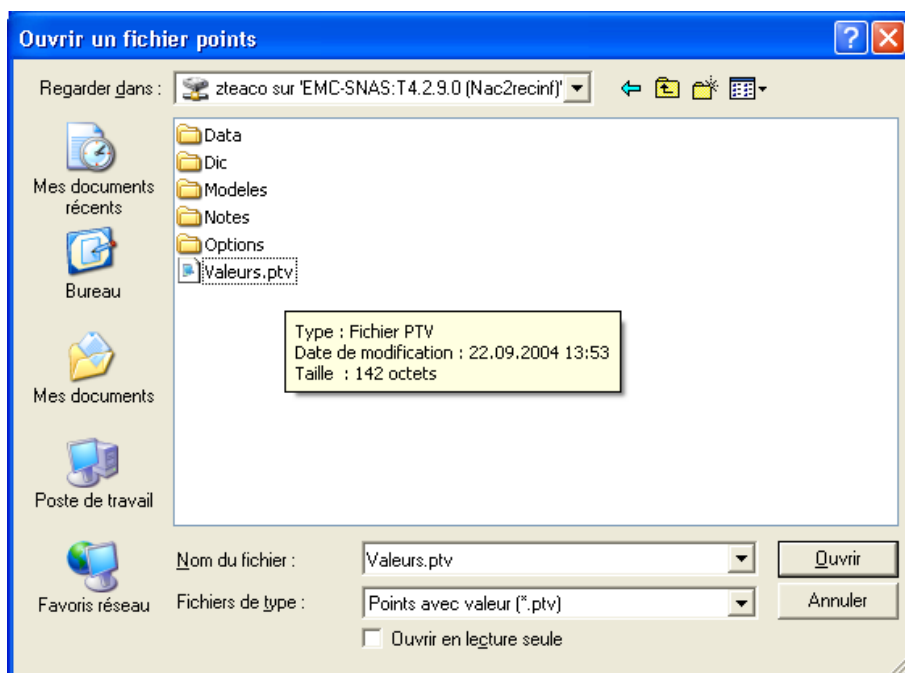 Ouvrir un fichier points
Regarder dans :
zteaco sur 'EMC-SNAS:T4.2.9.0 (Nac2recinf)'
Mes documents
récents
Bureau
Mes documents
Poste de travail
Favoris réseau
Data
Dic
Modeles
Notes
Options
Valeurs.ptv
Type : Fichier PTV
Date de modification : 22.09.2004 13:53
Taille : 142 octets
Nom du fichier :
Valeurs.ptv
Ouvrir
Fichiers de type :
Points avec valeur (*.ptv)
Annuler
Ouvrir en lecture seule